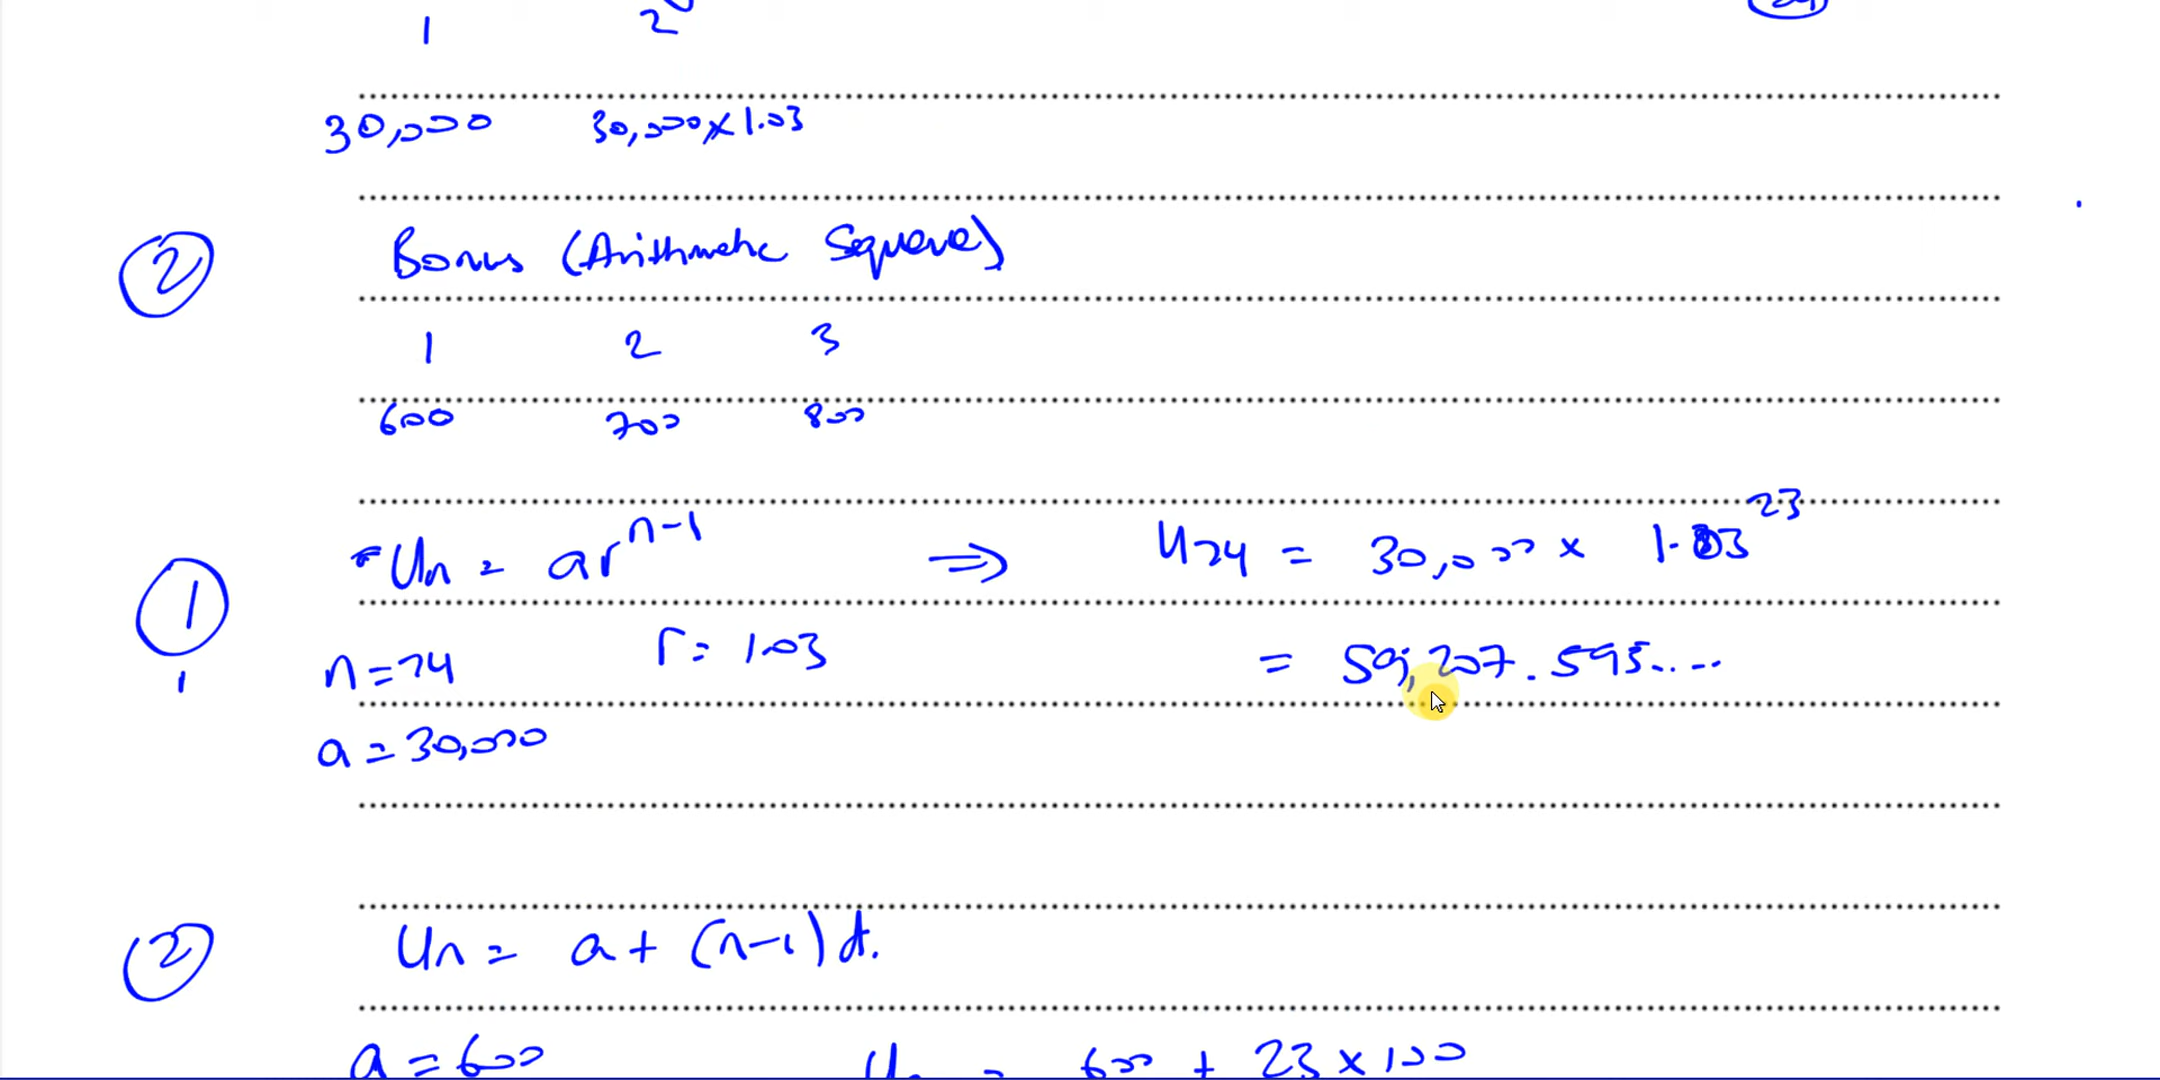 1 2
30,000 30,000×1.03
② Bonus (Arithmetic Sequence)
1 2 3
600 700 800
① Un = ar^n-1 ⇒ U24 = 30,000 × 1.03^23
1 n=24 r= 1.03 = 59,207.595....
a = 30,000
② Un = a + (n-1)d.
a = 600 = 600 + 23 × 100